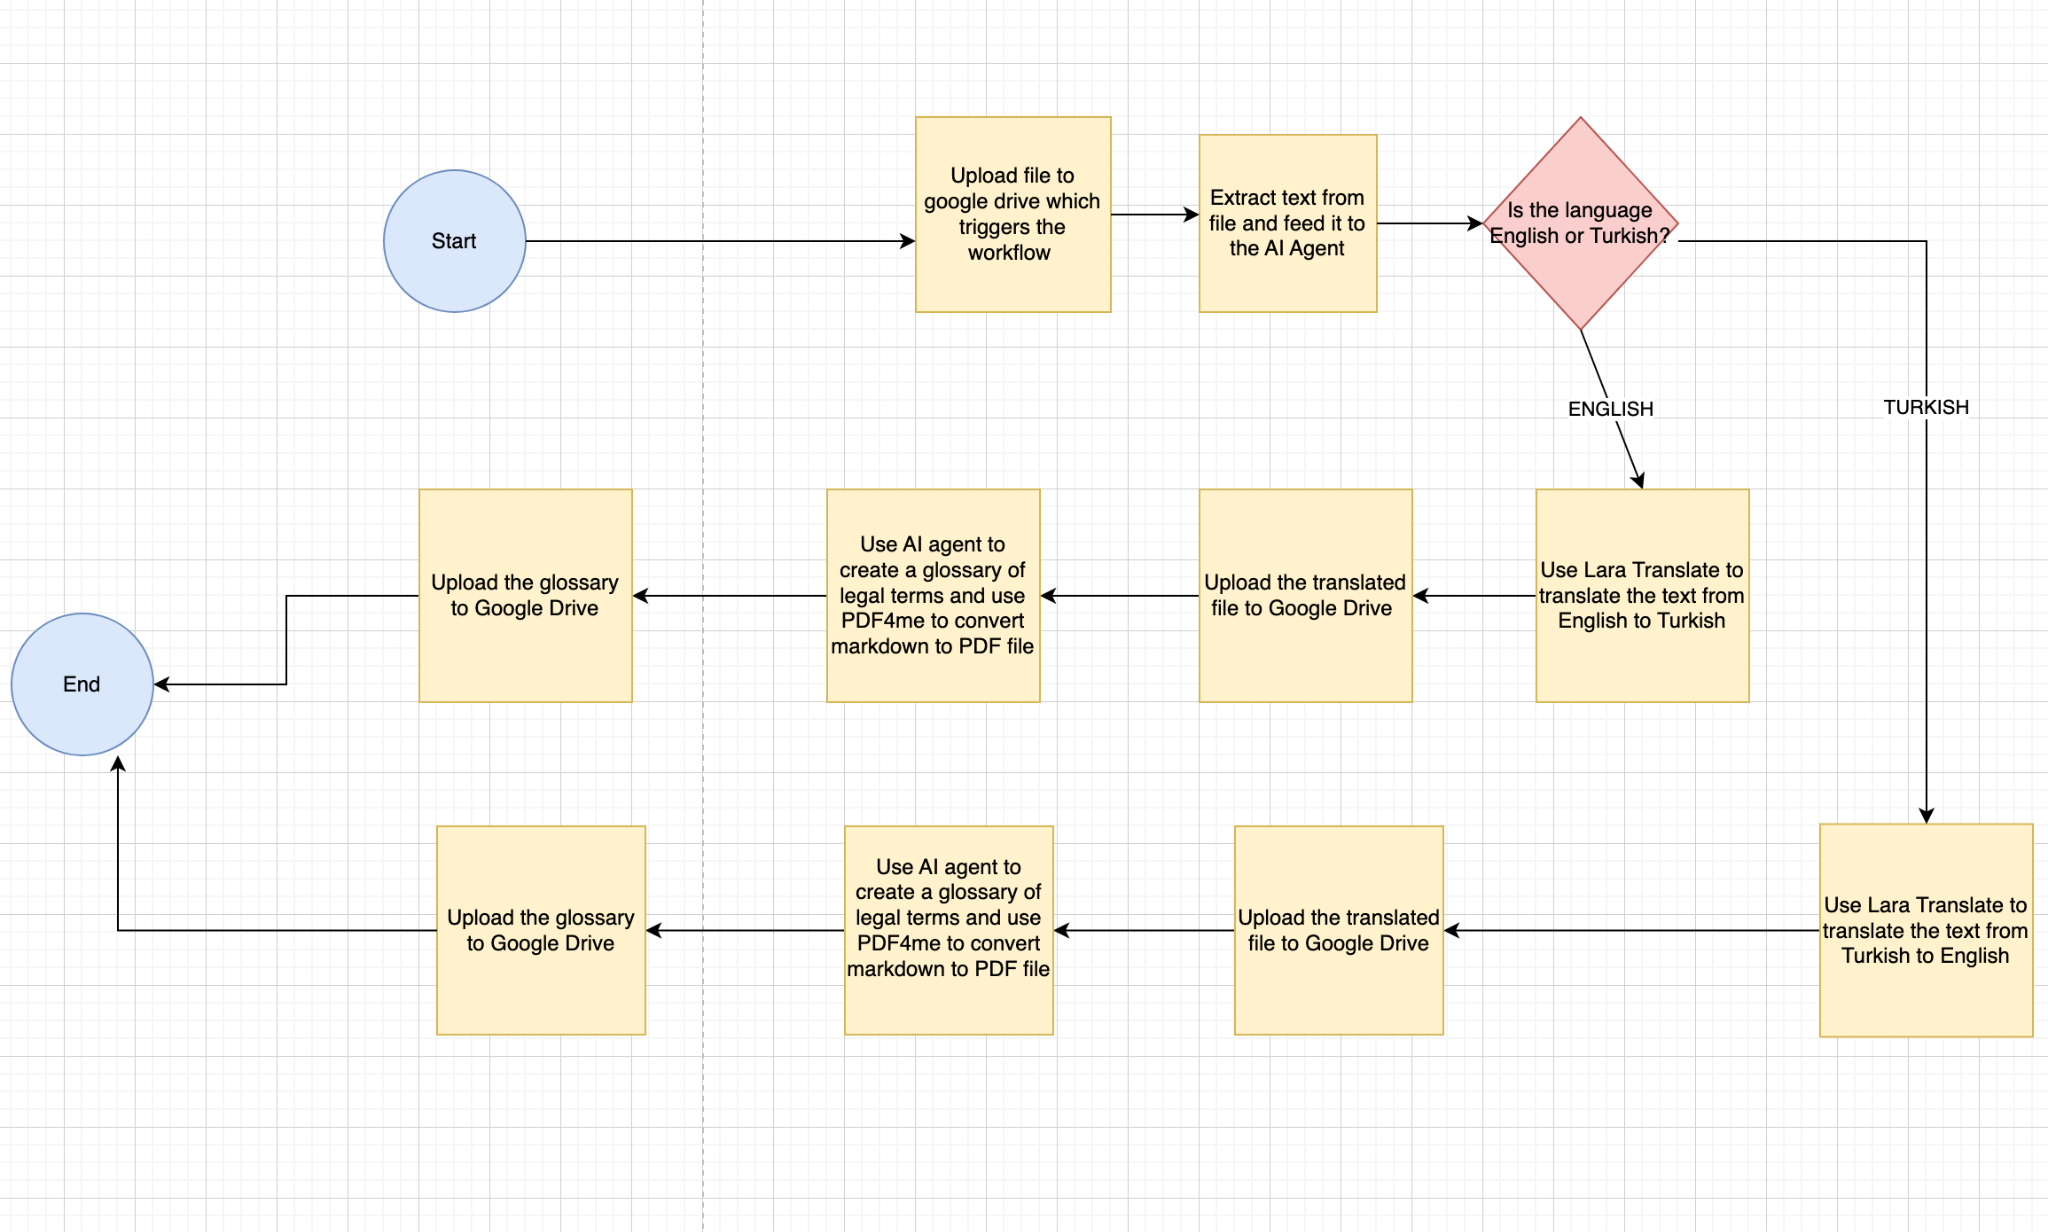 Start
Upload file to
google drive which
triggers the
workflow
Extract text from
file and feed it to
the AI Agent
Is the language
English or Turkish?
ENGLISH
TURKISH
Use Lara Translate to
translate the text from
English to Turkish
Upload the translated
file to Google Drive
Use AI agent to
create a glossary of
legal terms and use
PDF4me to convert
markdown to PDF file
Upload the glossary
to Google Drive
End
Use Lara Translate to
translate the text from
Turkish to English
Upload the translated
file to Google Drive
Use AI agent to
create a glossary of
legal terms and use
PDF4me to convert
markdown to PDF file
Upload the glossary
to Google Drive